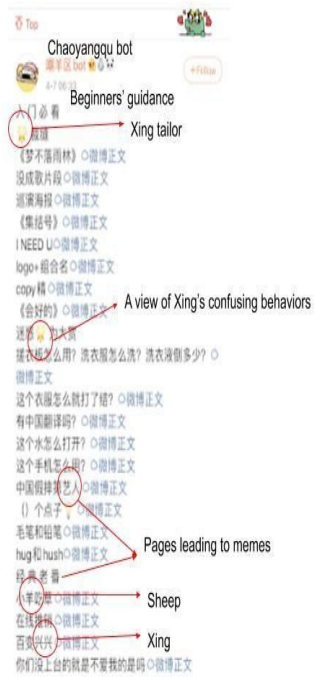 Top
Chaoyangqu bot
羊区bot
+Follow
4-7 06:33
Beginners' guidance
入门必看
Xing tailor
裁缝
《梦不落雨林》微博正文
没成歌片段微博正文
巡演海报微博正文
《集结号》微博正文
I NEED U微博正文
logo+组合名微博正文
copy精微博正文
《会好的》微博正文
A view of Xing's confusing behaviors
迷惑 大赏
搓衣板怎么用?洗衣服怎么洗?洗衣液倒多少?
微博正文
这个衣服怎么就打了结?微博正文
有中国翻译吗?微博正文
这个水怎么打开?微博正文
这个手机怎么用?微博正文
中国假摔 艺人微博正文
()个点子 微博正文
毛笔和铅笔微博正文
Pages leading to memes
hug和hush微博正文
经典老番
小羊吃草微博正文
Sheep
在线推销微博正文
百变兴兴微博正文
Xing
你们没上台的就是不爱我的是吗微博正文